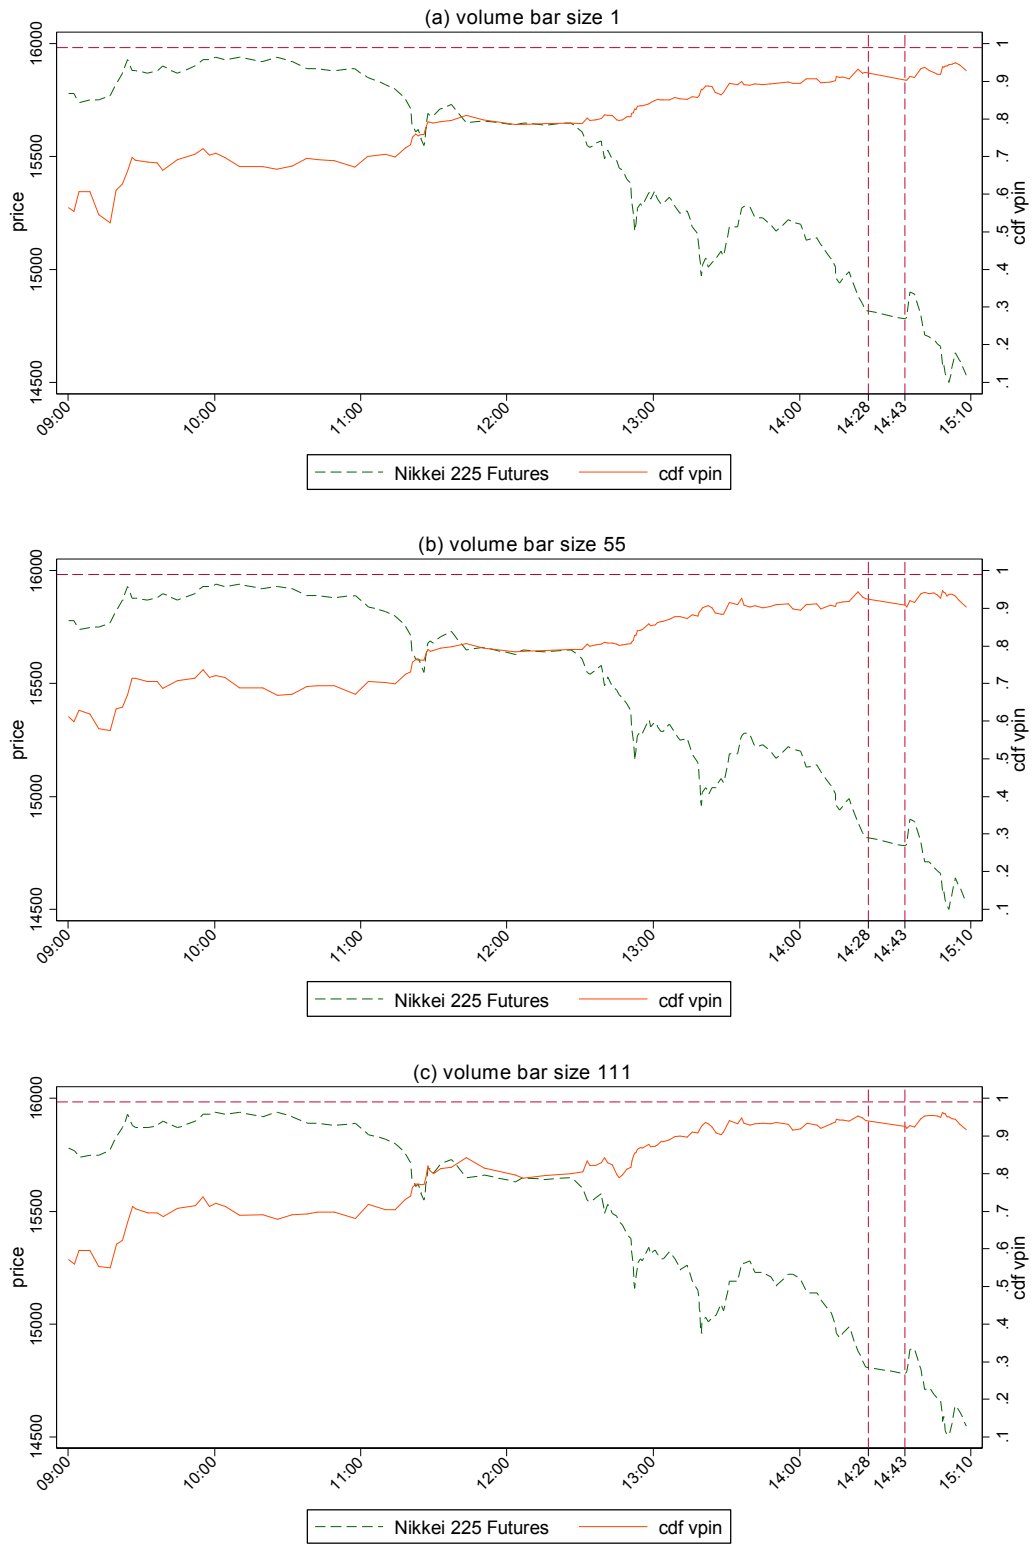 (a) volume bar size 1
price
16000
15500
15000
14500
cdf vpin
1
.9
.8
.7
.6
.5
.4
.3
.2
.1
09:00 10:00 11:00 12:00 13:00 14:00 14:28 14:43 15:10
Nikkei 225 Futures cdf vpin
(b) volume bar size 55
price
16000
15500
15000
14500
cdf vpin
1
.9
.8
.7
.6
.5
.4
.3
.2
.1
09:00 10:00 11:00 12:00 13:00 14:00 14:28 14:43 15:10
Nikkei 225 Futures cdf vpin
(c) volume bar size 111
price
16000
15500
15000
14500
cdf vpin
1
.9
.8
.7
.6
.5
.4
.3
.2
.1
09:00 10:00 11:00 12:00 13:00 14:00 14:28 14:43 15:10
Nikkei 225 Futures cdf vpin